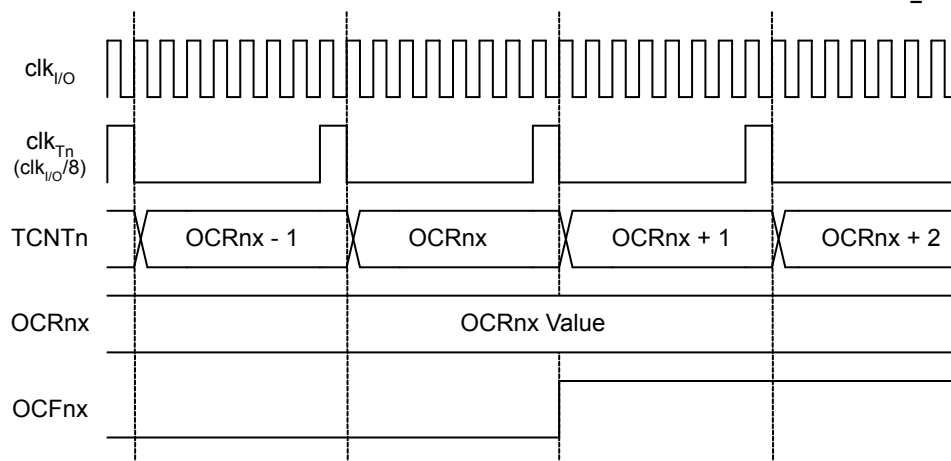 clkI/O
clkTn
(clkI/O/8)
TCNTn OCRnx - 1 OCRnx OCRnx + 1 OCRnx + 2
OCRnx OCRnx Value
OCFnx